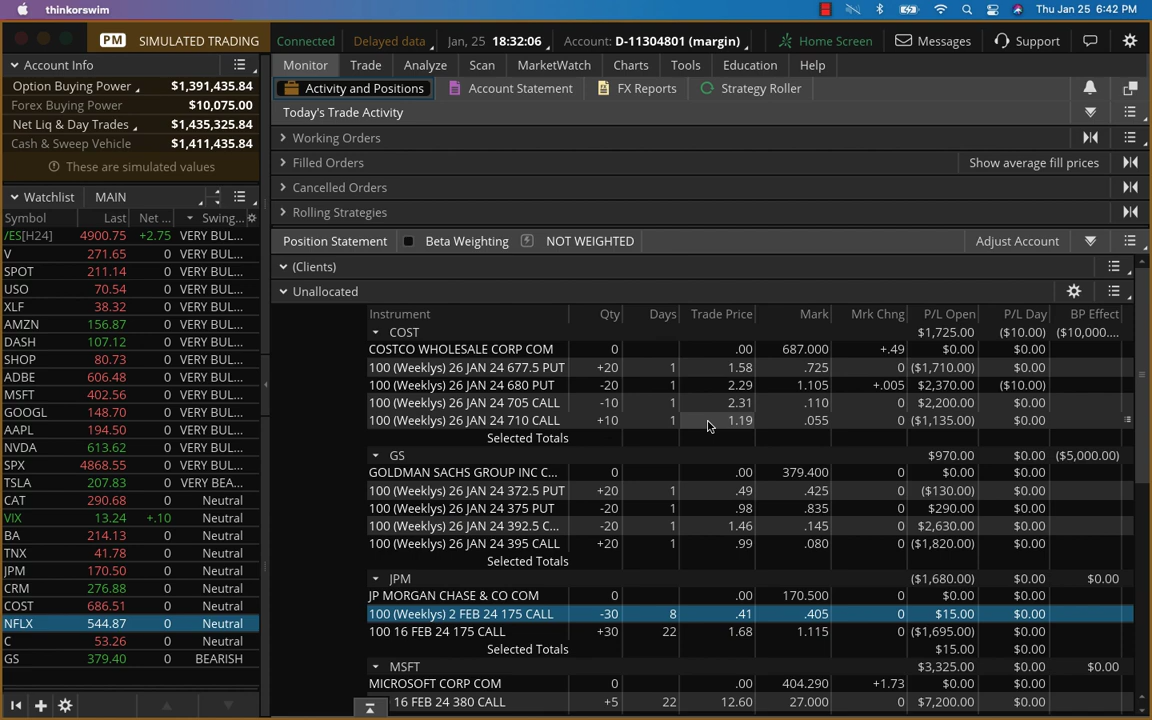 thinkorswim Thu Jan 25 6:42 PM
PM SIMULATED TRADING Connected Delayed data Jan, 25 18:32:06 Account: D-11304801 (margin) Home Screen Messages Support
Account Info
Option Buying Power $1,391,435.84
Forex Buying Power $10,075.00
Net Liq & Day Trades $1,435,325.84
Cash & Sweep Vehicle $1,411,435.84
These are simulated values
Watchlist MAIN
Symbol Last Net ... Swing...
/ES[H24] 4900.75 +2.75 VERY BUL...
V 271.65 0 VERY BUL...
SPOT 211.14 0 VERY BUL...
USO 70.54 0 VERY BUL...
XLF 38.32 0 VERY BUL...
AMZN 156.87 0 VERY BUL...
DASH 107.12 0 VERY BUL...
SHOP 80.73 0 VERY BUL...
ADBE 606.48 0 VERY BUL...
MSFT 402.56 0 VERY BUL...
GOOGL 148.70 0 VERY BUL...
AAPL 194.50 0 VERY BUL...
NVDA 613.62 0 VERY BUL...
SPX 4868.55 0 VERY BUL...
TSLA 207.83 0 VERY BEA...
CAT 290.68 0 Neutral
VIX 13.24 +.10 Neutral
BA 214.13 0 Neutral
TNX 41.78 0 Neutral
JPM 170.50 0 Neutral
CRM 276.88 0 Neutral
COST 686.51 0 Neutral
NFLX 544.87 0 Neutral
C 53.26 0 Neutral
GS 379.40 0 BEARISH
Monitor Trade Analyze Scan MarketWatch Charts Tools Education Help
Activity and Positions Account Statement FX Reports Strategy Roller
Today's Trade Activity
Working Orders
Filled Orders Show average fill prices
Cancelled Orders
Rolling Strategies
Position Statement Beta Weighting NOT WEIGHTED Adjust Account
(Clients)
Unallocated
Instrument Qty Days Trade Price Mark Mrk Chng P/L Open P/L Day BP Effect
COST $1,725.00 ($10.00) ($10,000....
COSTCO WHOLESALE CORP COM 0 .00 687.000 +.49 $0.00 $0.00
100 (Weeklys) 26 JAN 24 677.5 PUT +20 1 1.58 .725 0 ($1,710.00) $0.00
100 (Weeklys) 26 JAN 24 680 PUT -20 1 2.29 1.105 +.005 $2,370.00 ($10.00)
100 (Weeklys) 26 JAN 24 705 CALL -10 1 2.31 .110 0 $2,200.00 $0.00
100 (Weeklys) 26 JAN 24 710 CALL +10 1 1.19 .055 0 ($1,135.00) $0.00
Selected Totals
GS $970.00 $0.00 ($5,000.00)
GOLDMAN SACHS GROUP INC C... 0 .00 379.400 0 $0.00 $0.00
100 (Weeklys) 26 JAN 24 372.5 PUT +20 1 .49 .425 0 ($130.00) $0.00
100 (Weeklys) 26 JAN 24 375 PUT -20 1 .98 .835 0 $290.00 $0.00
100 (Weeklys) 26 JAN 24 392.5 C... -20 1 1.46 .145 0 $2,630.00 $0.00
100 (Weeklys) 26 JAN 24 395 CALL +20 1 .99 .080 0 ($1,820.00) $0.00
Selected Totals
JPM ($1,680.00) $0.00 $0.00
JP MORGAN CHASE & CO COM 0 .00 170.500 0 $0.00 $0.00
100 (Weeklys) 2 FEB 24 175 CALL -30 8 .41 .405 0 $15.00 $0.00
100 16 FEB 24 175 CALL +30 22 1.68 1.115 0 ($1,695.00) $0.00
Selected Totals $15.00 $0.00
MSFT $3,325.00 $0.00 $0.00
MICROSOFT CORP COM 0 .00 404.290 +1.73 $0.00 $0.00
16 FEB 24 380 CALL +5 22 12.60 27.000 0 $7,200.00 $0.00